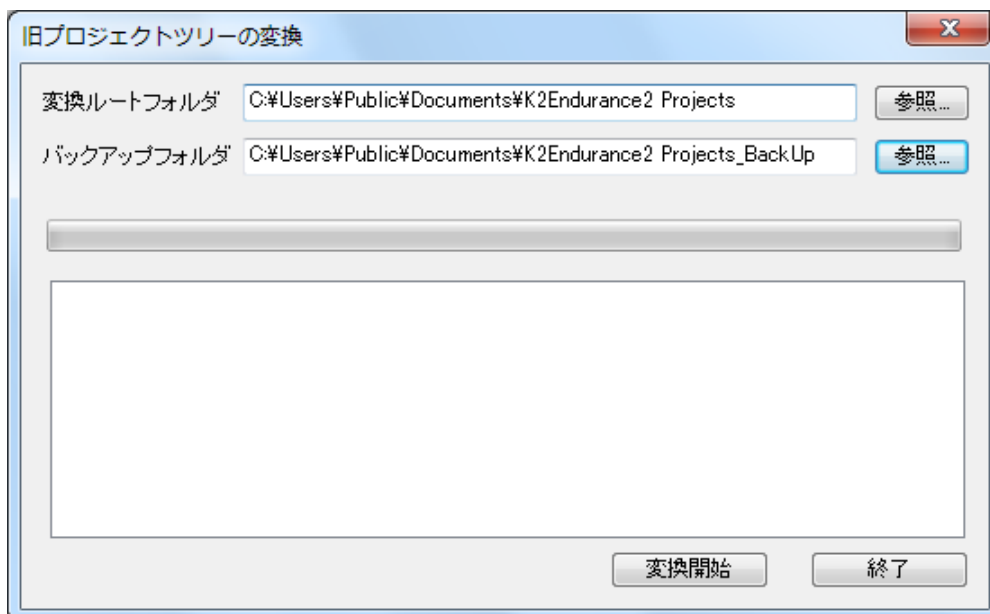 旧プロジェクトツリーの変換
変換ルートフォルダ C:¥Users¥Public¥Documents¥K2Endurance2 Projects 参照...
バックアップフォルダ C:¥Users¥Public¥Documents¥K2Endurance2 Projects_BackUp 参照...
変換開始 終了